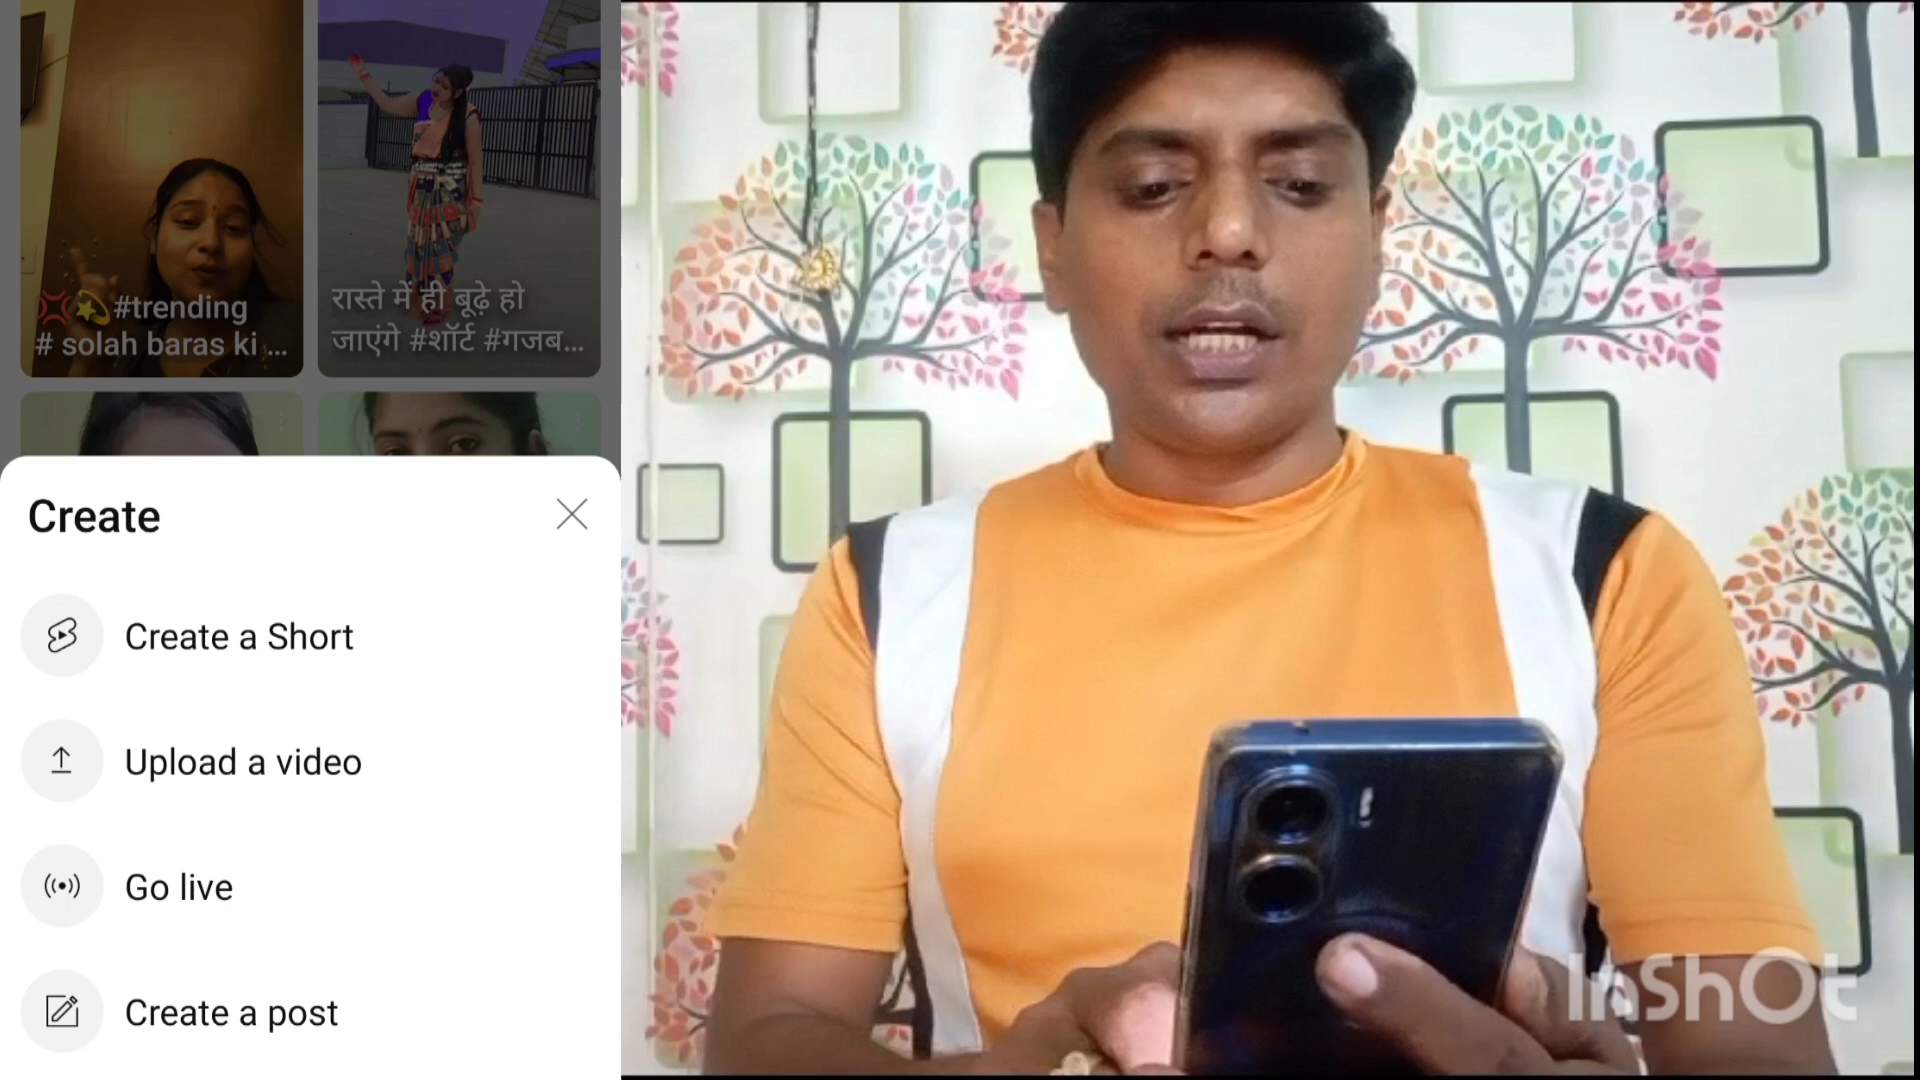 #trending
# solah baras ki ...
रास्ते में ही बूढ़े हो
जाएंगे #शॉर्ट #गजब...
Create
Create a Short
Upload a video
Go live
Create a post
InShOt